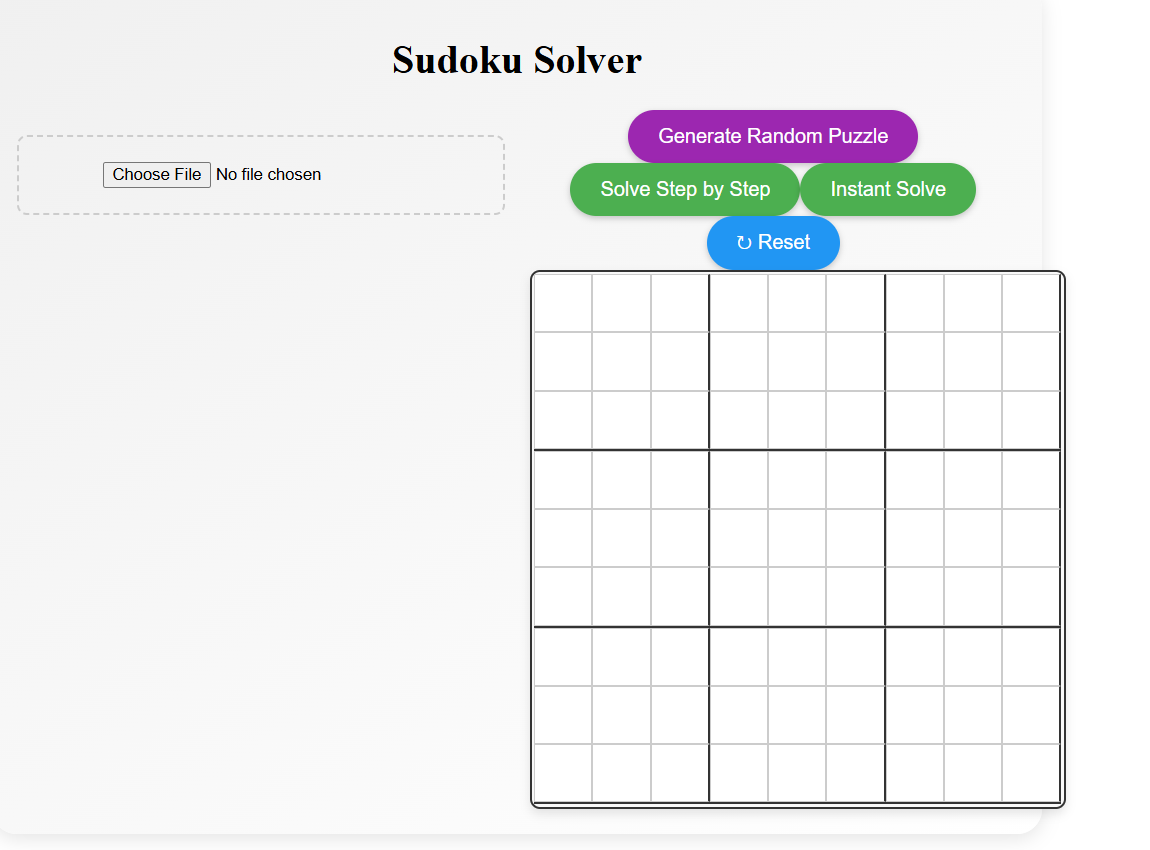 Sudoku Solver
Generate Random Puzzle
Choose File No file chosen
Solve Step by Step Instant Solve
↻ Reset